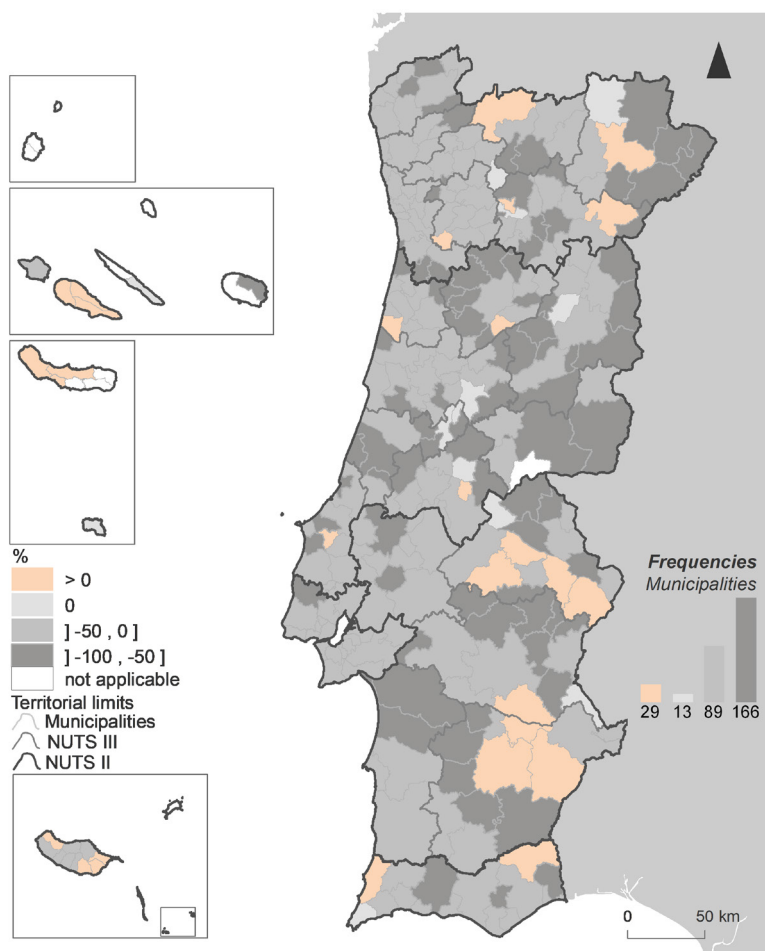 %
> 0
0
] -50 , 0 ]
] -100 , -50 ]
not applicable
Territorial limits
Municipalities
NUTS III
NUTS II
Frequencies
Municipalities
29 13 89 166
0 50 km